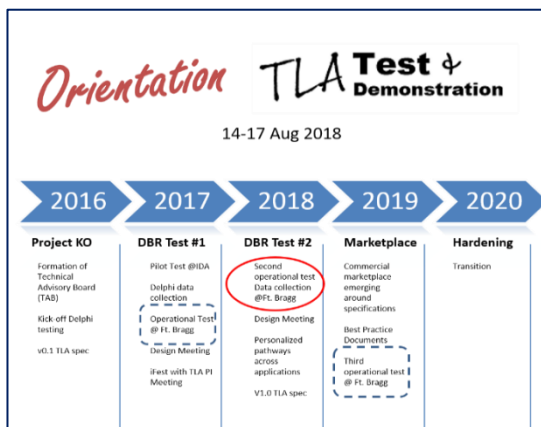 Orientation
TLA Test &
Demonstration
14-17 Aug 2018
2016
2017
2018
2019
2020
Project KO
Formation of
Technical
Advisory Board
(TAB)
Kick-off Delphi
testing
v0.1 TLA spec
DBR Test #1
Pilot Test @IDA
Delphi data
collection
Operational Test
@ Ft. Bragg
Design Meeting
iFest with TLA PI
Meeting
DBR Test #2
Second
operational test
Data collection
@Ft. Bragg
Design Meeting
Personalized
pathways
across
applications
V1.0 TLA spec
Marketplace
Commercial
marketplace
emerging
around
specifications
Best Practice
Documents
Third
operational test
@ Ft. Bragg
Hardening
Transition